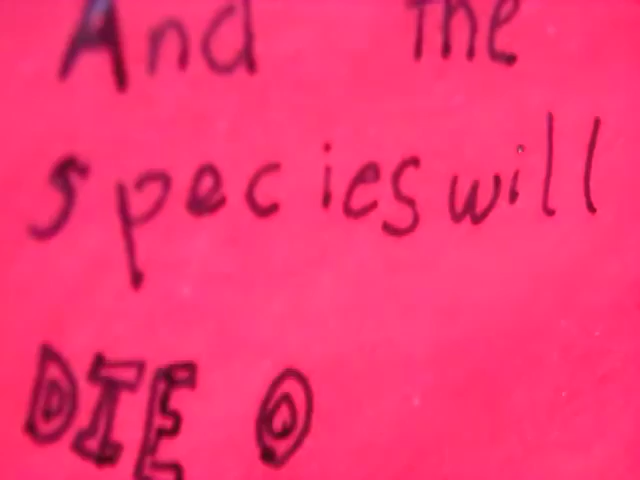 And the
species will
DIE O